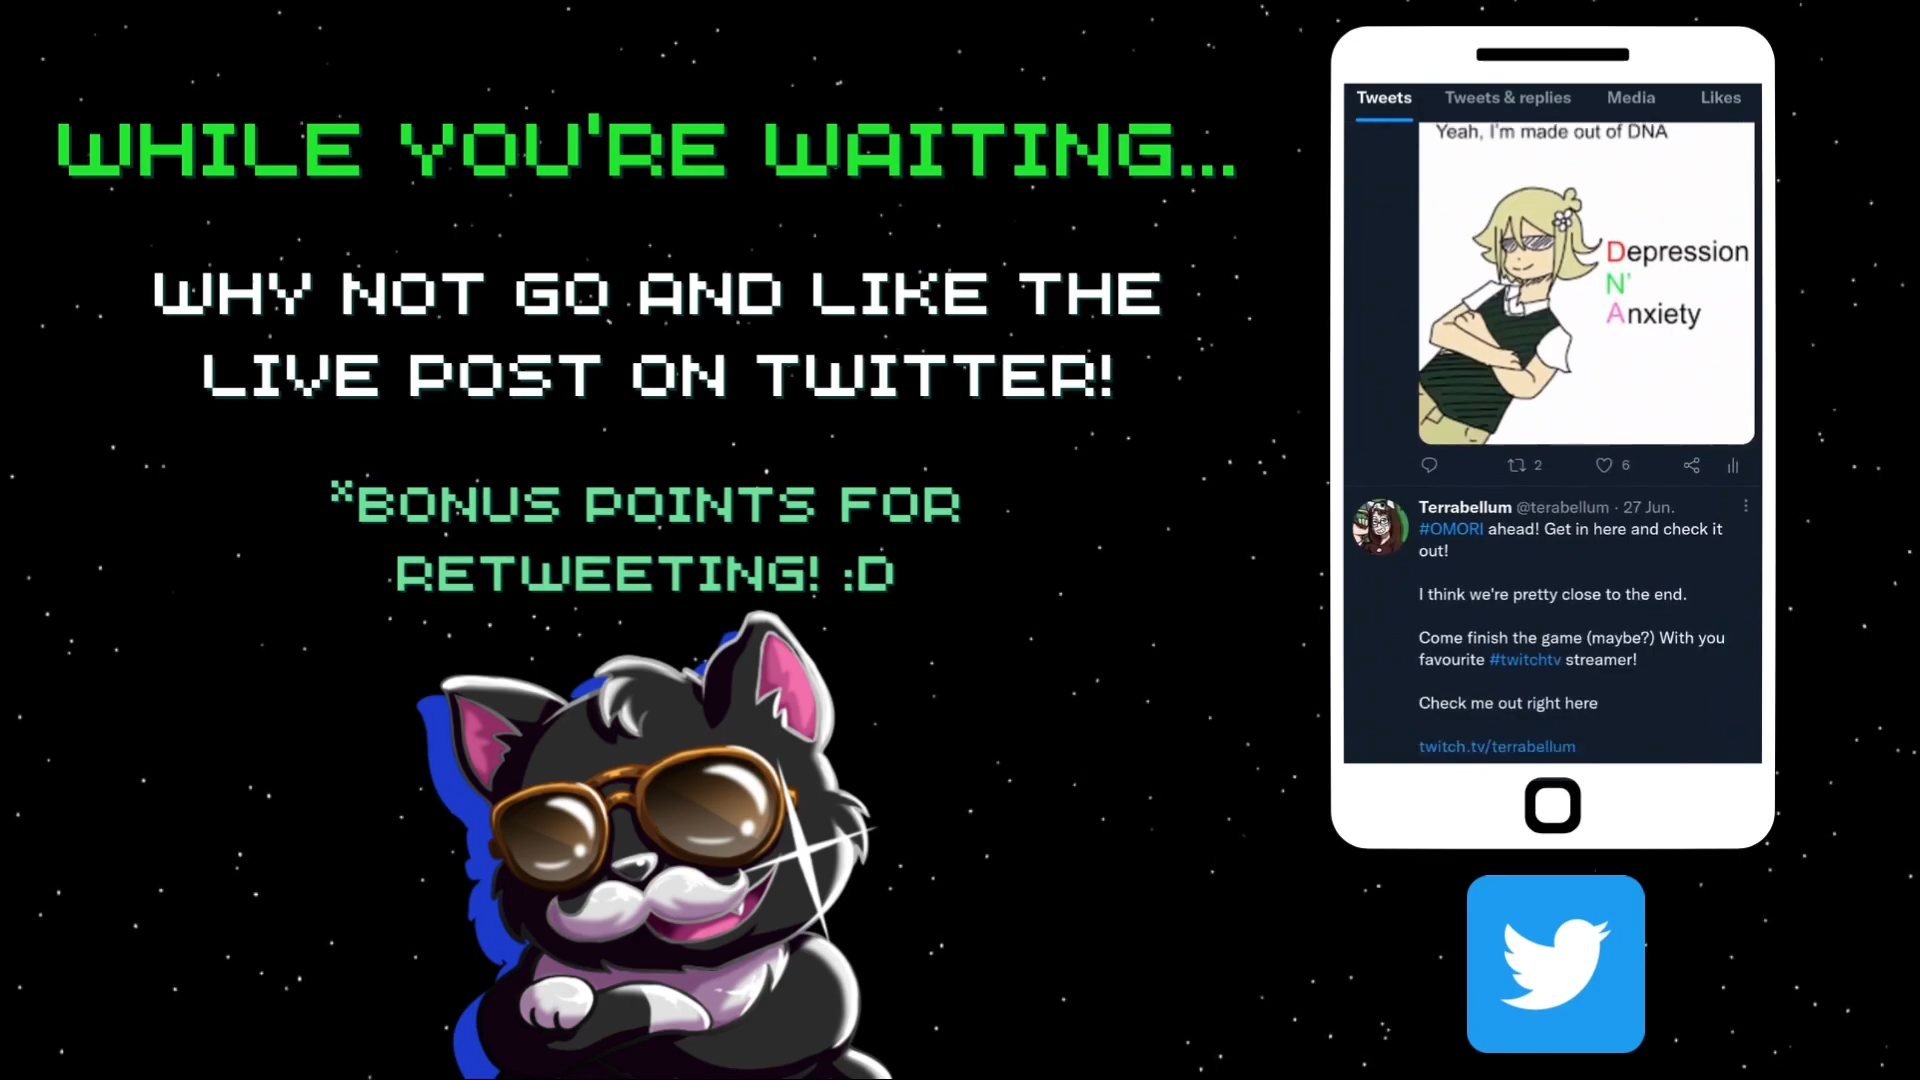 WHILE YOU'RE WAITING...
WHY NOT GO AND LIKE THE
LIVE POST ON TWITTER!
*BONUS POINTS FOR
RETWEETING! :D
Tweets Tweets & replies Media Likes
Yeah, I'm made out of DNA
Depression
N'
Anxiety
2 6
Terrabellum @terabellum · 27 Jun.
#OMORI ahead! Get in here and check it
out!
I think we're pretty close to the end.
Come finish the game (maybe?) With you
favourite #twitchtv streamer!
Check me out right here
twitch.tv/terrabellum